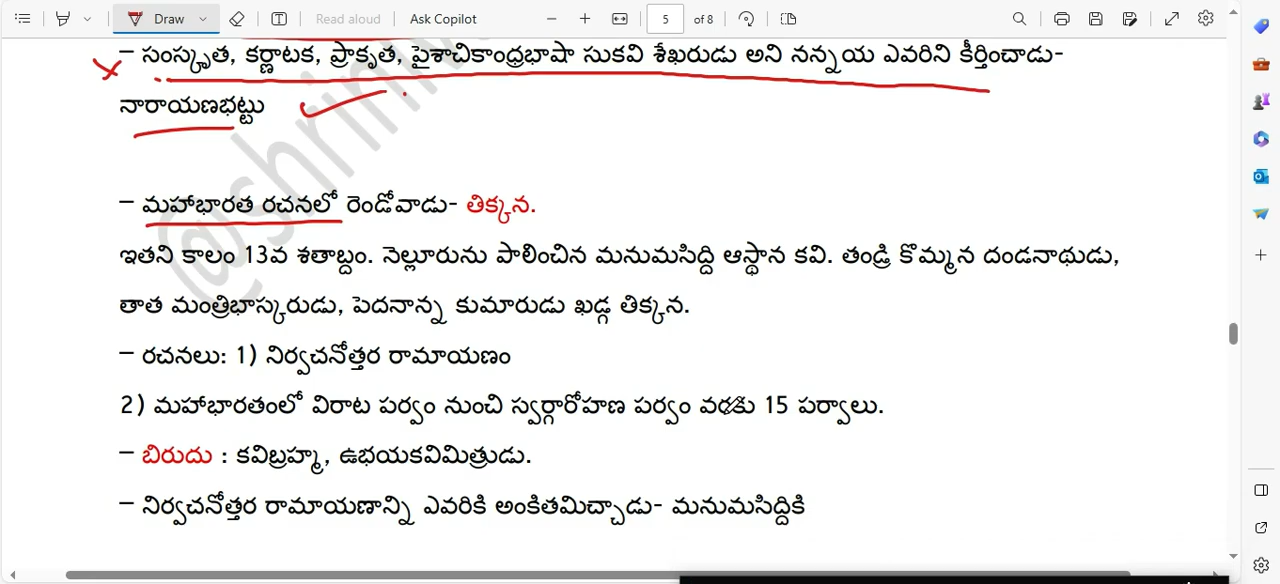 Draw
Read aloud
Ask Copilot
5 of 8
– సంస్కృత, కర్ణాటక, ప్రాకృత, పైశాచికాంధ్రభాషా సుకవి శేఖరుడు అని నన్నయ ఎవరిని కీర్తించాడు-
నారాయణభట్టు
– మహాభారత రచనలో రెండోవాడు- తిక్కన.
ఇతని కాలం 13వ శతాబ్దం. నెల్లూరును పాలించిన మనుమసిద్ది ఆస్థాన కవి. తండ్రి కొమ్మన దండనాథుడు,
తాత మంత్రిభాస్కరుడు, పెదనాన్న కుమారుడు ఖడ్గ తిక్కన.
– రచనలు: 1) నిర్వచనోత్తర రామాయణం
2) మహాభారతంలో విరాట పర్వం నుంచి స్వర్గారోహణ పర్వం వరకు 15 పర్వాలు.
– బిరుదు : కవిబ్రహ్మ, ఉభయకవిమిత్రుడు.
– నిర్వచనోత్తర రామాయణాన్ని ఎవరికి అంకితమిచ్చాడు- మనుమసిద్దికి